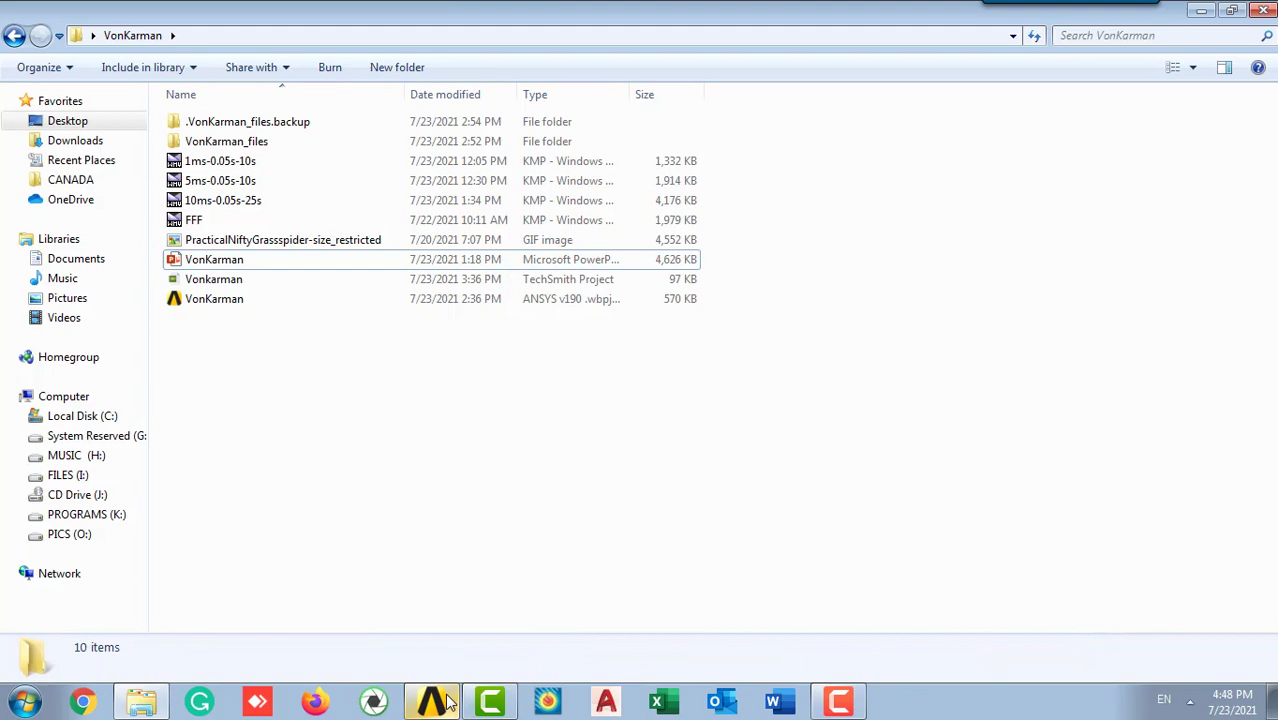 VonKarman
Search VonKarman
Organize Include in library Share with Burn New folder
Name Date modified Type Size
Favorites
Desktop
Downloads
Recent Places
CANADA
OneDrive
Libraries
Documents
Music
Pictures
Videos
Homegroup
Computer
Local Disk (C:)
System Reserved (G:
MUSIC (H:)
FILES (I:)
CD Drive (J:)
PROGRAMS (K:)
PICS (O:)
Network
.VonKarman_files.backup 7/23/2021 2:54 PM File folder
VonKarman_files 7/23/2021 2:52 PM File folder
1ms-0.05s-10s 7/23/2021 12:05 PM KMP - Windows ... 1,332 KB
5ms-0.05s-10s 7/23/2021 12:30 PM KMP - Windows ... 1,914 KB
10ms-0.05s-25s 7/23/2021 1:34 PM KMP - Windows ... 4,176 KB
FFF 7/22/2021 10:11 AM KMP - Windows ... 1,979 KB
PracticalNiftyGrassspider-size_restricted 7/20/2021 7:07 PM GIF image 4,552 KB
VonKarman 7/23/2021 1:18 PM Microsoft PowerP... 4,626 KB
Vonkarman 7/23/2021 3:36 PM TechSmith Project 97 KB
VonKarman 7/23/2021 2:36 PM ANSYS v190 .wbpj... 570 KB
10 items
EN
4:48 PM
7/23/2021